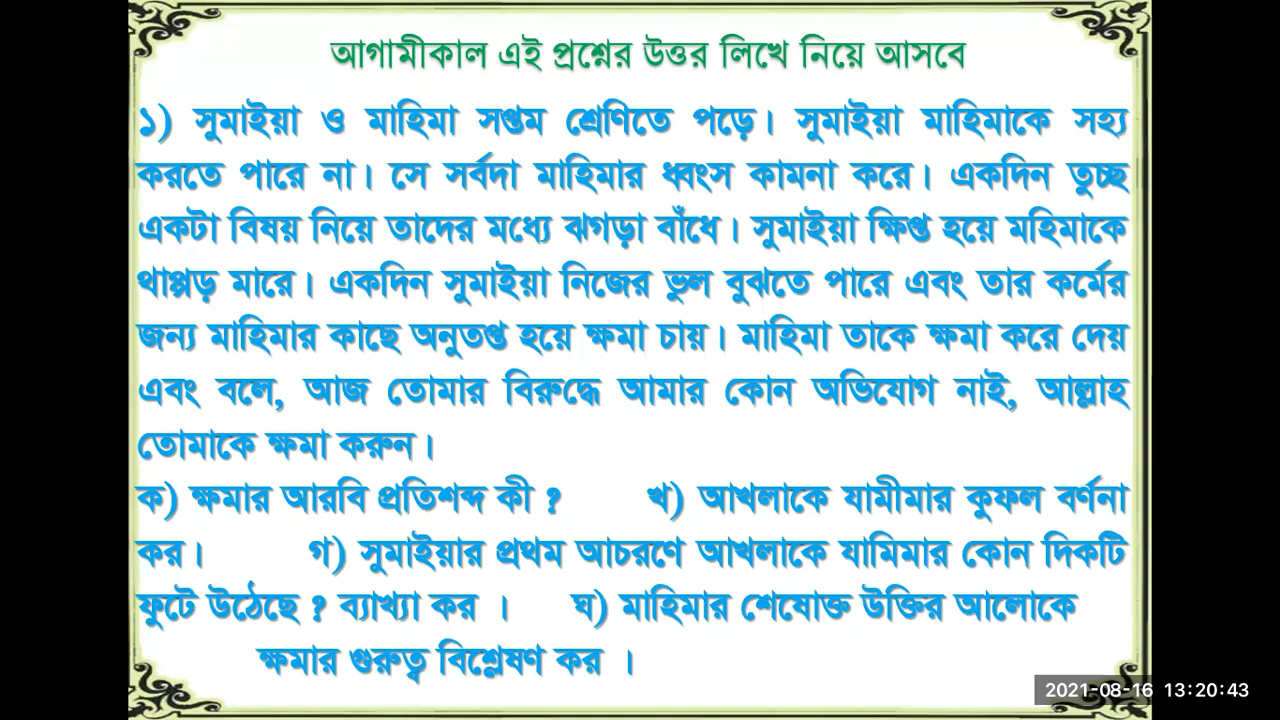 আগামীকাল এই প্রশ্নের উত্তর লিখে নিয়ে আসবে
১) সুমাইয়া ও মাহিমা সপ্তম শ্রেণিতে পড়ে। সুমাইয়া মাহিমাকে সহ্য
করতে পারে না। সে সর্বদা মাহিমার ধ্বংস কামনা করে। একদিন তুচ্ছ
একটা বিষয় নিয়ে তাদের মধ্যে ঝগড়া বাঁধে। সুমাইয়া ক্ষিপ্ত হয়ে মহিমাকে
থাপ্পড় মারে। একদিন সুমাইয়া নিজের ভুল বুঝতে পারে এবং তার কর্মের
জন্য মাহিমার কাছে অনুতপ্ত হয়ে ক্ষমা চায়। মাহিমা তাকে ক্ষমা করে দেয়
এবং বলে, আজ তোমার বিরুদ্ধে আমার কোন অভিযোগ নাই, আল্লাহ
তোমাকে ক্ষমা করুন।
ক) ক্ষমার আরবি প্রতিশব্দ কী ? খ) আখলাকে যামীমার কুফল বর্ণনা
কর। গ) সুমাইয়ার প্রথম আচরণে আখলাকে যামিমার কোন দিকটি
ফুটে উঠেছে ? ব্যাখ্যা কর । ঘ) মাহিমার শেষোক্ত উক্তির আলোকে
ক্ষমার গুরুত্ব বিশ্লেষণ কর ।
2021-08-16 13:20:43